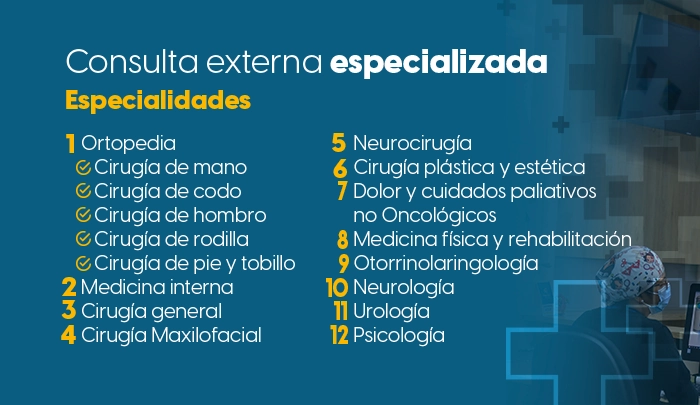 Consulta externa especializada
Especialidades
1 Ortopedia
Cirugía de mano
Cirugía de codo
Cirugía de hombro
Cirugía de rodilla
Cirugía de pie y tobillo
2 Medicina interna
3 Cirugía general
4 Cirugía Maxilofacial
5 Neurocirugía
6 Cirugía plástica y estética
7 Dolor y cuidados paliativos
no Oncológicos
8 Medicina física y rehabilitación
9 Otorrinolaringología
10 Neurología
11 Urología
12 Psicología